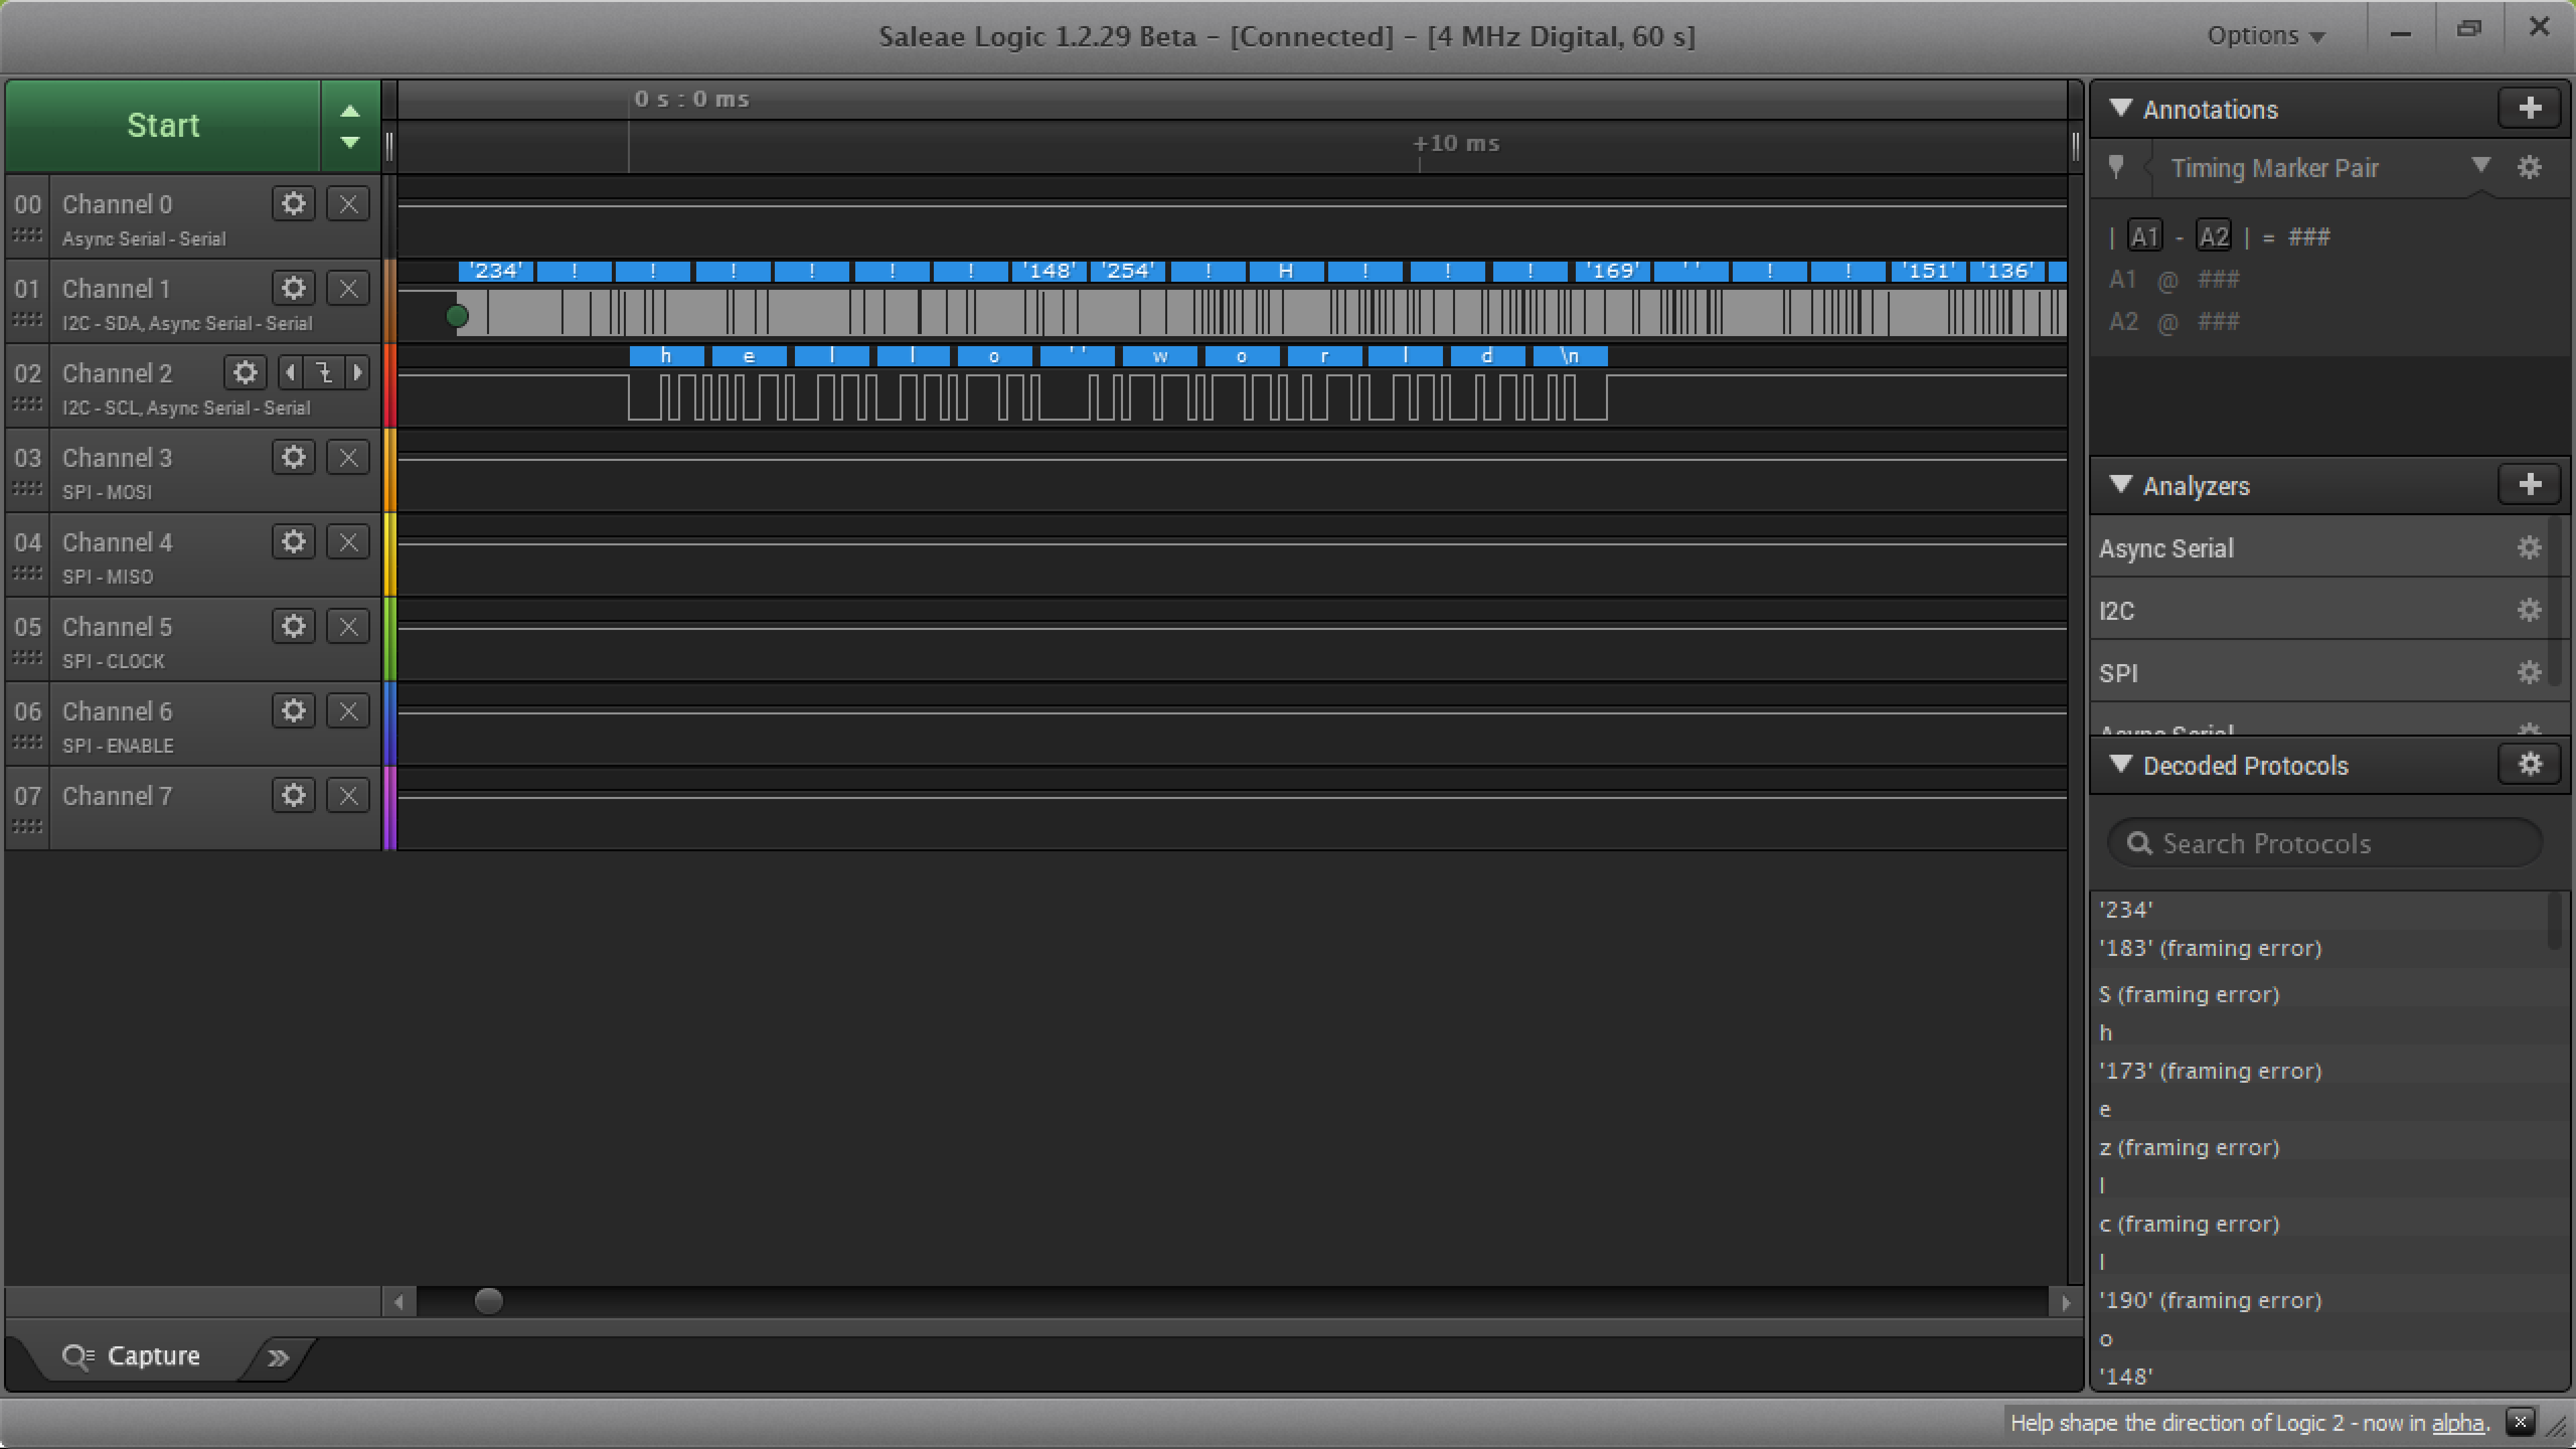 Saleae Logic 1.2.29 Beta - [Connected] - [4 MHz Digital, 60 s]
Options
Start
0 s : 0 ms
+10 ms
00 Channel 0
Async Serial - Serial
01 Channel 1
I2C - SDA, Async Serial - Serial
'234' ! ! ! ! ! ! '148' '254' ! H ! ! ! '169' ' ' ! ! '151' '136'
02 Channel 2
I2C - SCL, Async Serial - Serial
h e l l o ' ' w o r l d \n
03 Channel 3
SPI - MOSI
04 Channel 4
SPI - MISO
05 Channel 5
SPI - CLOCK
06 Channel 6
SPI - ENABLE
07 Channel 7
Capture
Annotations
Timing Marker Pair
| A1 - A2 | = ###
A1 @ ###
A2 @ ###
Analyzers
Async Serial
I2C
SPI
Async Serial
Decoded Protocols
Search Protocols
'234'
'183' (framing error)
S (framing error)
h
'173' (framing error)
e
z (framing error)
l
c (framing error)
l
'190' (framing error)
o
'148'
Help shape the direction of Logic 2 - now in alpha.